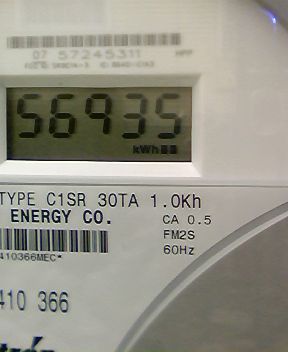 07 57245311
56935
kWh
TYPE C1SR 30TA 1.0Kh
ENERGY CO.
CA 0.5
FM2S
60Hz
410366MEC*
410 366